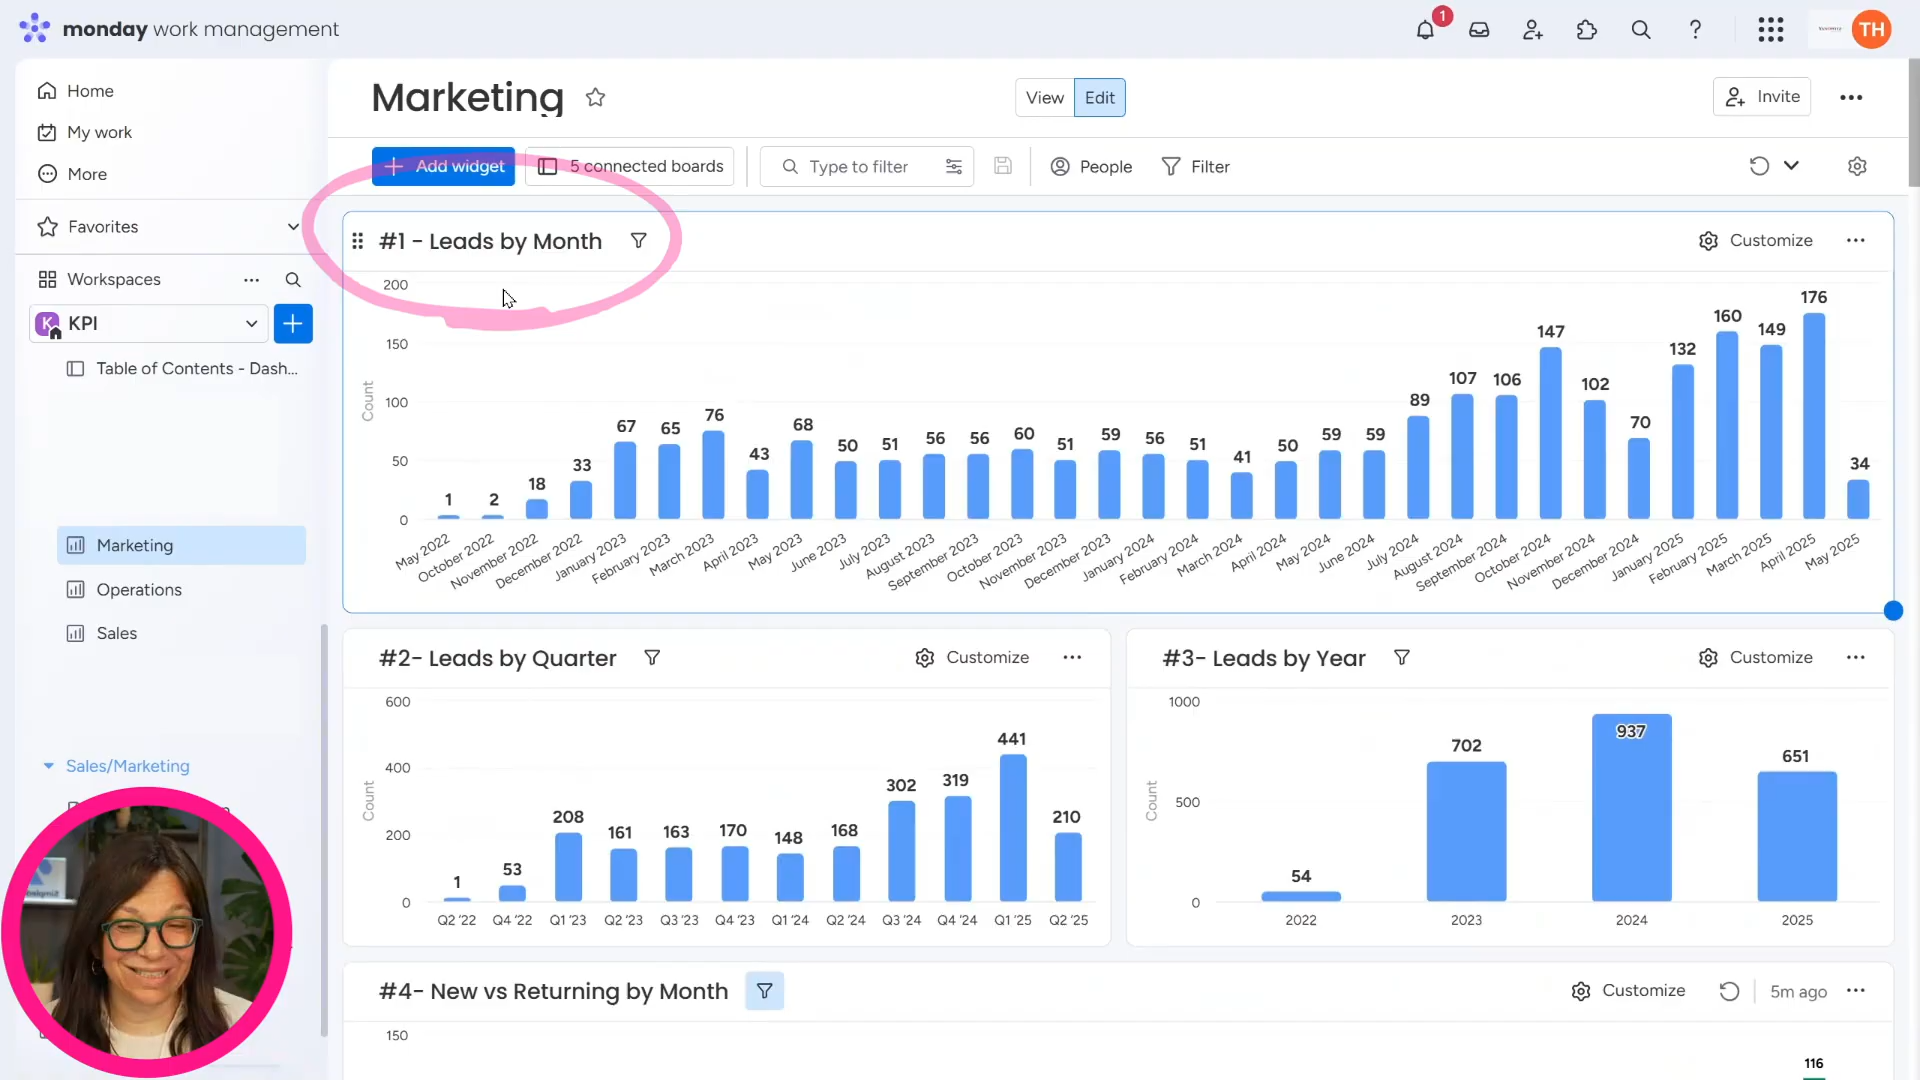 monday work management
1
TH
Home
My work
More
Favorites
Workspaces
K KPI
Table of Contents - Dash...
Marketing
Operations
Sales
Sales/Marketing
Marketing
View Edit
Invite
Add widget
5 connected boards
Type to filter
People
Filter
#1 - Leads by Month
Customize
Count
200
150
100
50
0
1 2 18 33 67 65 76 43 68 50 51 56 56 60 51 59 56 51 41 50 59 59 89 107 106 147 102 70 132 160 149 176 34
May 2022 October 2022 November 2022 December 2022 January 2023 February 2023 March 2023 April 2023 May 2023 June 2023 July 2023 August 2023 September 2023 October 2023 November 2023 December 2023 January 2024 February 2024 March 2024 April 2024 May 2024 June 2024 July 2024 August 2024 September 2024 October 2024 November 2024 December 2024 January 2025 February 2025 March 2025 April 2025 May 2025
#2- Leads by Quarter
Customize
Count
600
400
200
0
1 53 208 161 163 170 148 168 302 319 441 210
Q2 '22 Q4 '22 Q1 '23 Q2 '23 Q3 '23 Q4 '23 Q1 '24 Q2 '24 Q3 '24 Q4 '24 Q1 '25 Q2 '25
#3- Leads by Year
Customize
Count
1000
500
0
54 702 937 651
2022 2023 2024 2025
#4- New vs Returning by Month
Customize
5m ago
150
116